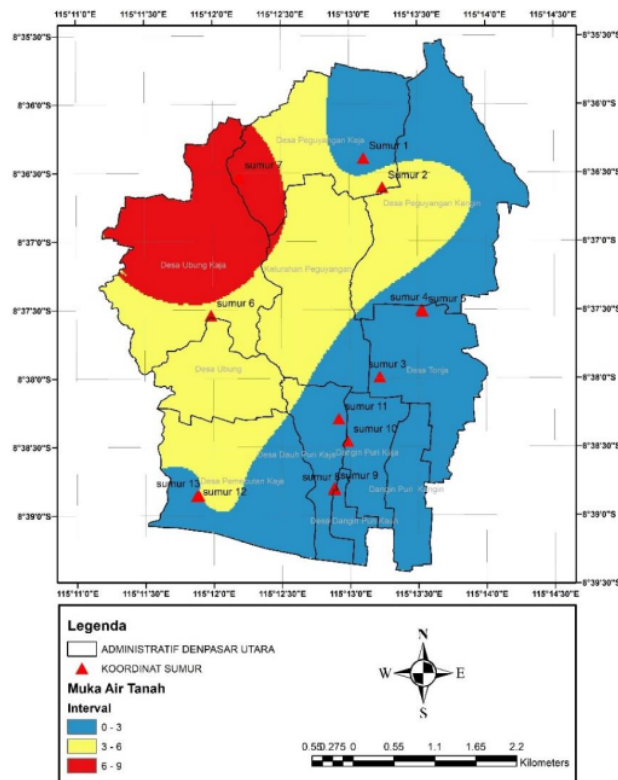 115°11'0"E 115°11'30"E 115°12'0"E 115°12'30"E 115°13'0"E 115°13'30"E 115°14'0"E 115°14'30"E
8°35'30"S 8°35'30"S
8°36'0"S 8°36'0"S
Desa Peguyangan Kaja
Sumur 1
8°36'30"S 8°36'30"S
sumur 7
Sumur 2
Desa Peguyangan Kangin
8°37'0"S 8°37'0"S
Desa Ubung Kaja
Kelurahan Peguyangan
8°37'30"S 8°37'30"S
sumur 6
sumur 4 sumur 5
Desa Ubung
sumur 3
Desa Tonja
8°38'0"S 8°38'0"S
sumur 11
sumur 10
8°38'30"S 8°38'30"S
Desa Dauh Puri Kaja
Dangin Puri Kaja
sumur 13
Desa Pemecutan Kaja
sumur 12
sumur 8 sumur 9
Dangin Puri Kangin
Desa Dangin Puri Kaja
8°39'0"S 8°39'0"S
8°39'30"S 8°39'30"S
115°11'0"E 115°11'30"E 115°12'0"E 115°12'30"E 115°13'0"E 115°13'30"E 115°14'0"E 115°14'30"E
Legenda
ADMINISTRATIF DENPASAR UTARA
KOORDINAT SUMUR
Muka Air Tanah
Interval
0 - 3
3 - 6
6 - 9
N
W E
S
0.55 0.275 0 0.55 1.1 1.65 2.2
Kilometers